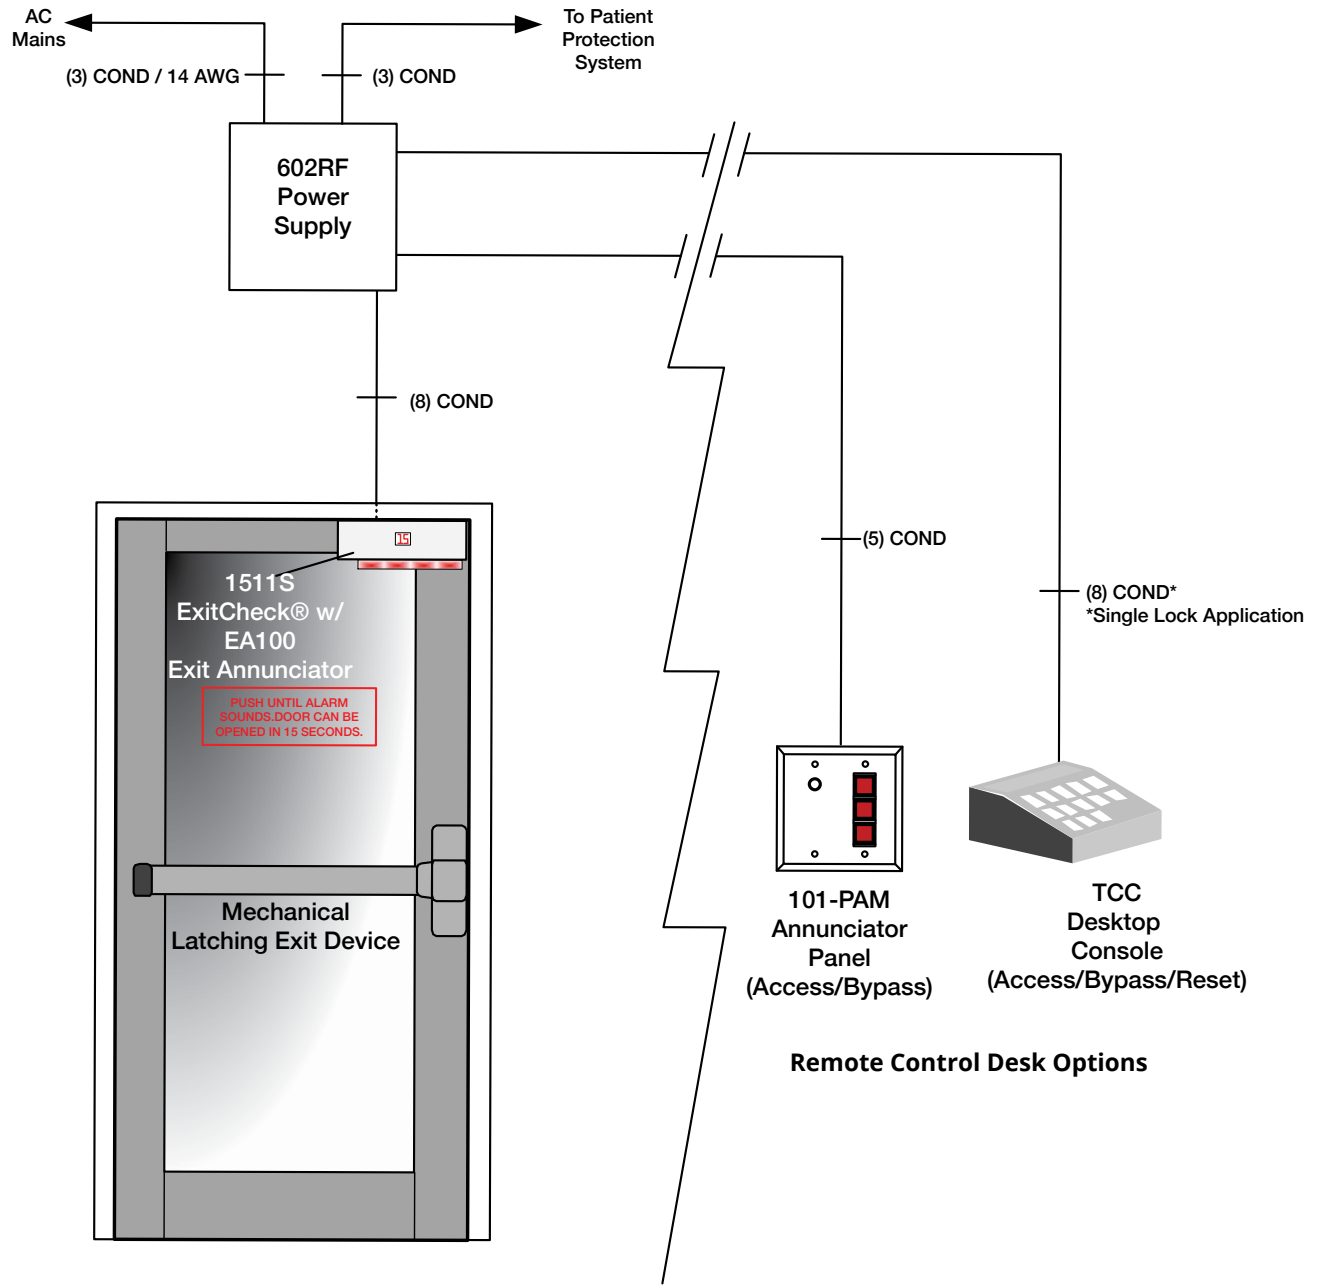 AC
Mains
To Patient
Protection
System
(3) COND / 14 AWG
(3) COND
602RF
Power
Supply
(8) COND
15
1511S
ExitCheck® w/
EA100
Exit Annunciator
PUSH UNTIL ALARM
SOUNDS.DOOR CAN BE
OPENED IN 15 SECONDS.
Mechanical
Latching Exit Device
(5) COND
(8) COND*
*Single Lock Application
101-PAM
Annunciator
Panel
(Access/Bypass)
TCC
Desktop
Console
(Access/Bypass/Reset)
Remote Control Desk Options